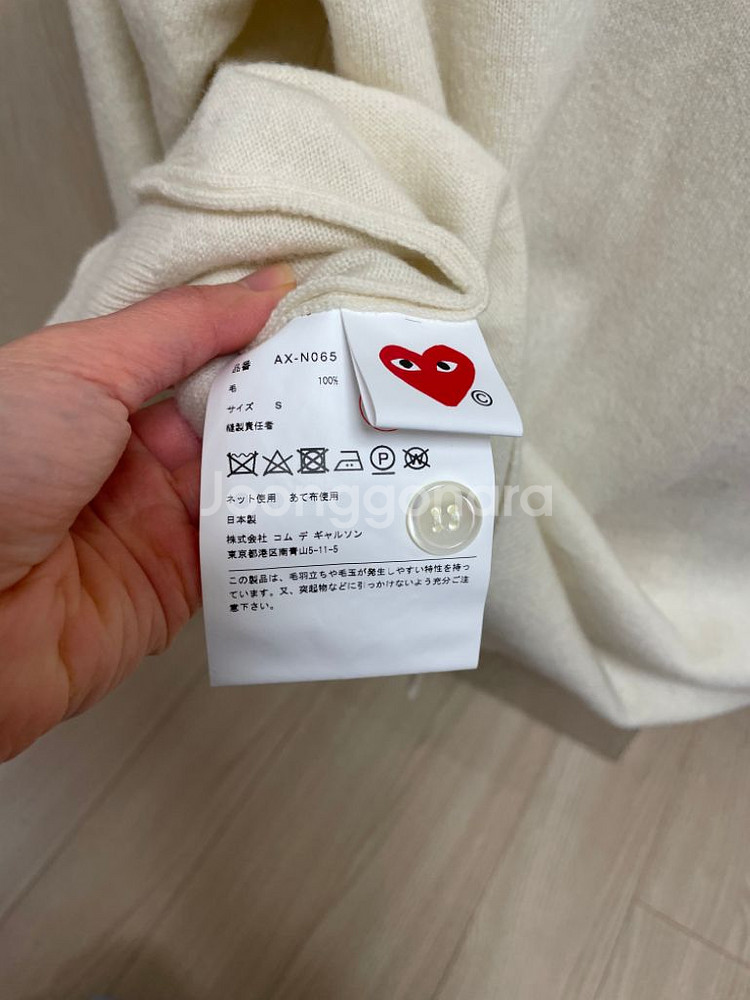 品番 AX-N065
毛 100%
サイズ S
縫製責任者
P W
ネット使用 あて布使用
日本製
株式会社 コム デ ギャルソン
東京都港区南青山5-11-5
この製品は、毛羽立ちや毛玉が発生しやすい特性を持っ
ています。又、突起物などに引っかけないよう充分ご注
意下さい。
©
Joonggonara